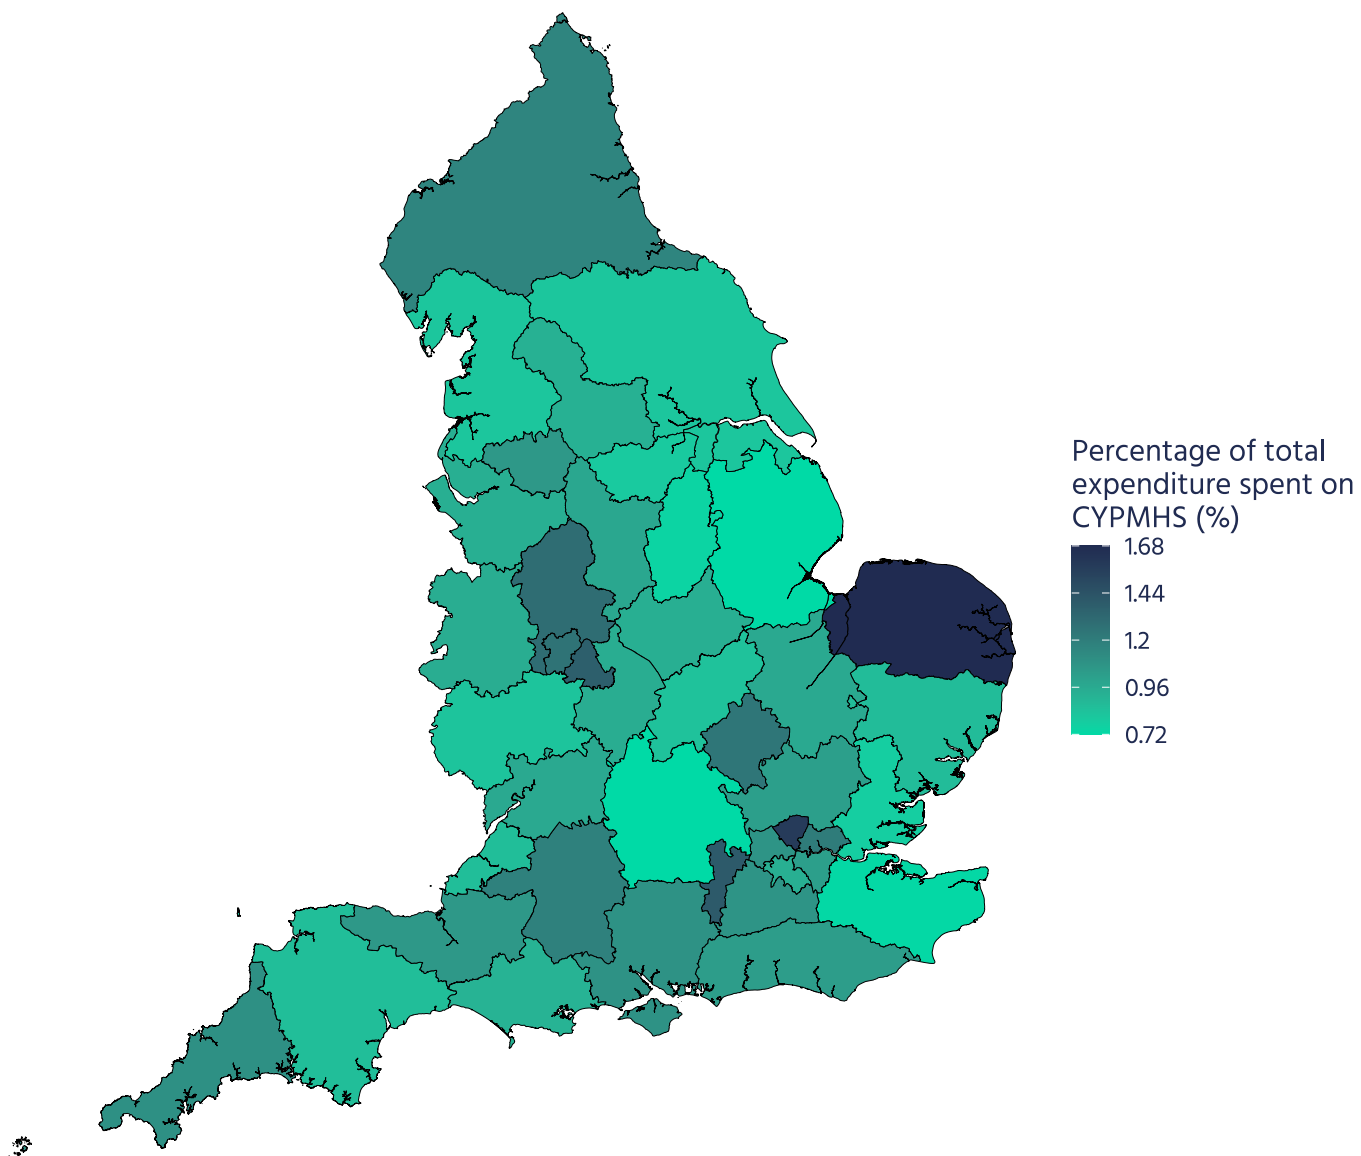 Percentage of total
expenditure spent on
CYPMHS (%)
1.68
1.44
1.2
0.96
0.72